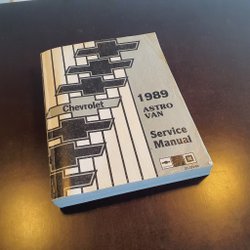 Chevrolet
1989
ASTRO
VAN
Service
Manual